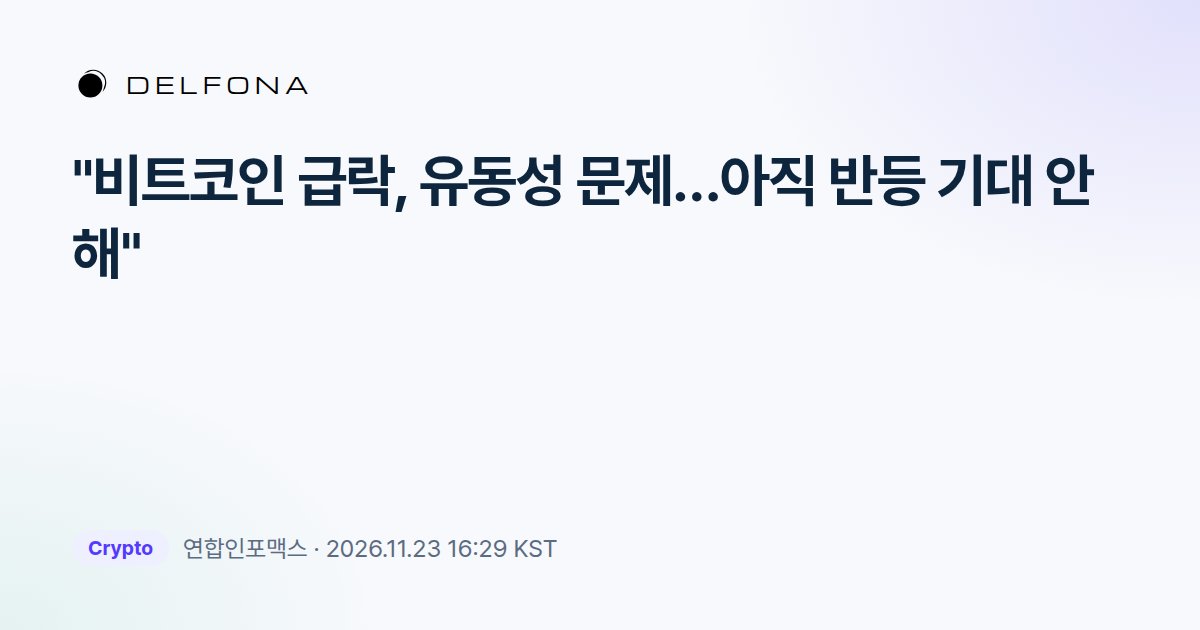 DELFONA
"비트코인 급락, 유동성 문제…아직 반등 기대 안
해"
Crypto 연합인포맥스 · 2026.11.23 16:29 KST